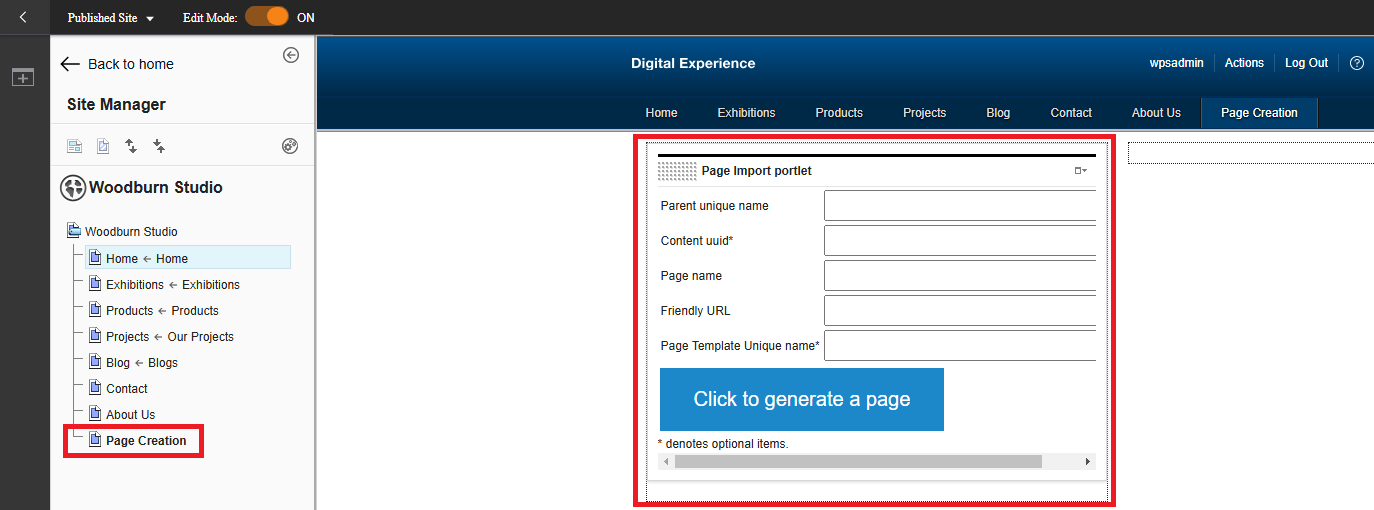 Published Site
Edit Mode:
ON
Back to home
Site Manager
Woodburn Studio
Woodburn Studio
Home ← Home
Exhibitions ← Exhibitions
Products ← Products
Projects ← Our Projects
Blog ← Blogs
Contact
About Us
Page Creation
Digital Experience
wpsadmin
Actions
Log Out
?
Home
Exhibitions
Products
Projects
Blog
Contact
About Us
Page Creation
Page Import portlet
Parent unique name
Content uuid*
Page name
Friendly URL
Page Template Unique name*
Click to generate a page
* denotes optional items.